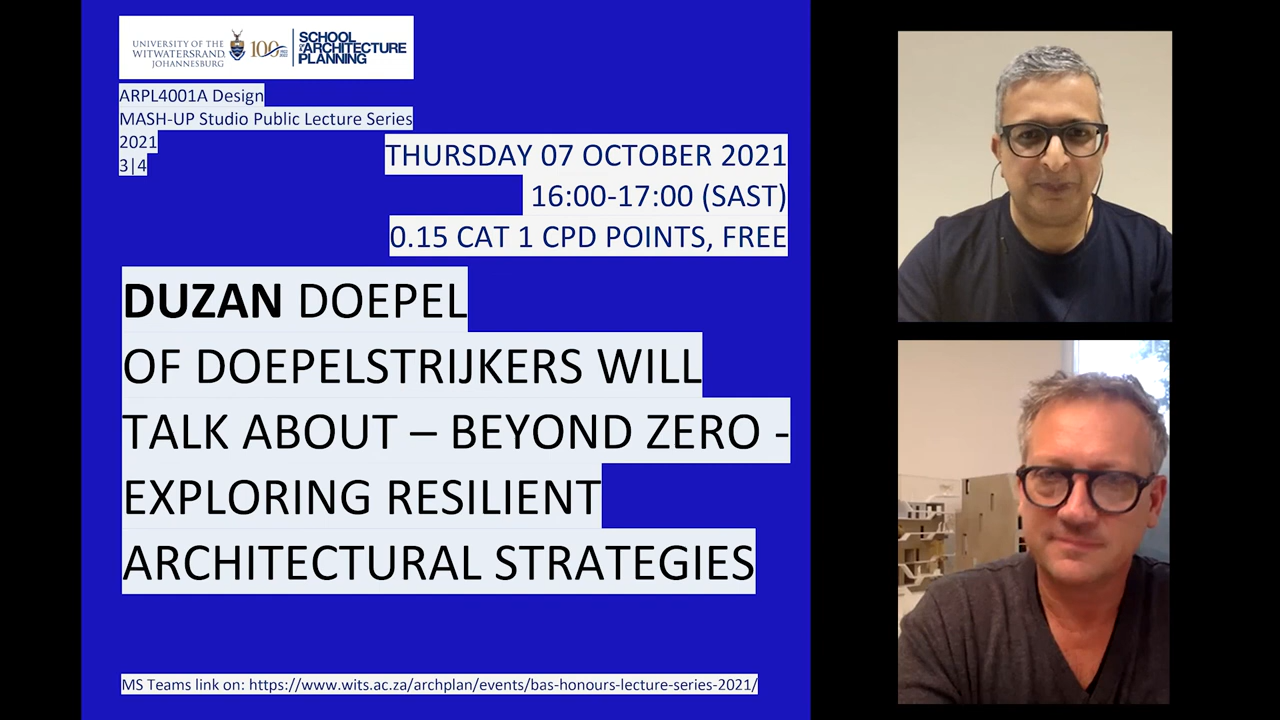 UNIVERSITY OF THE
WITWATERSRAND,
JOHANNESBURG
100
SCHOOL
of ARCHITECTURE
PLANNING
ARPL4001A Design
MASH-UP Studio Public Lecture Series
2021
3|4
THURSDAY 07 OCTOBER 2021
16:00-17:00 (SAST)
0.15 CAT 1 CPD POINTS, FREE
DUZAN DOEPEL
OF DOEPELSTRIJKERS WILL
TALK ABOUT – BEYOND ZERO -
EXPLORING RESILIENT
ARCHITECTURAL STRATEGIES
MS Teams link on: https://www.wits.ac.za/archplan/events/bas-honours-lecture-series-2021/